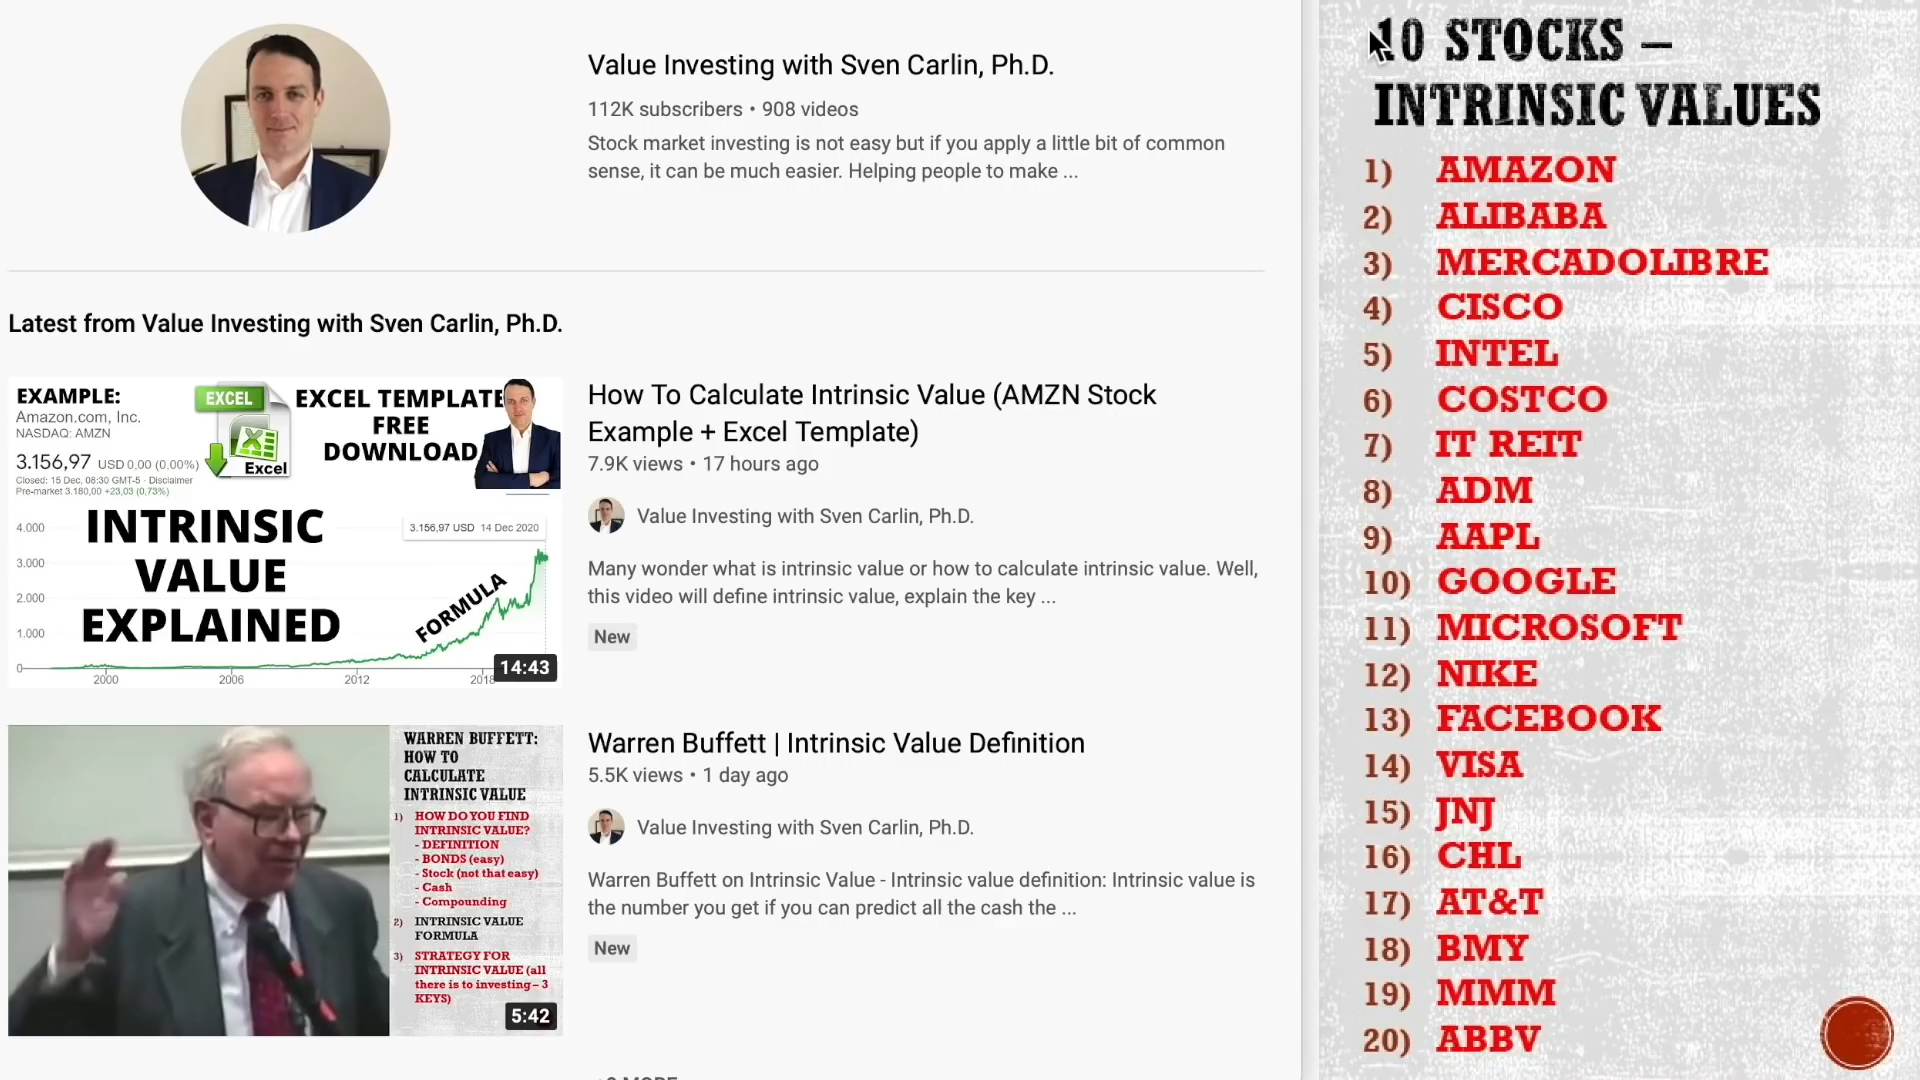 Value Investing with Sven Carlin, Ph.D.
112K subscribers • 908 videos
Stock market investing is not easy but if you apply a little bit of common
sense, it can be much easier. Helping people to make ...
Latest from Value Investing with Sven Carlin, Ph.D.
EXAMPLE:
Amazon.com, Inc.
NASDAQ: AMZN
3.156,97 USD 0,00 (0,00%)
Closed: 15 Dec, 08:30 GMT-5 · Disclaimer
Pre-market 3.180,00 +23,03 (0,73%)
EXCEL
Excel
EXCEL TEMPLATE
FREE
DOWNLOAD
3.156,97 USD 14 Dec 2020
INTRINSIC
VALUE
EXPLAINED
FORMULA
4.000
3.000
2.000
1.000
0
2000
2006
2012
2018
14:43
How To Calculate Intrinsic Value (AMZN Stock
Example + Excel Template)
7.9K views • 17 hours ago
Value Investing with Sven Carlin, Ph.D.
Many wonder what is intrinsic value or how to calculate intrinsic value. Well,
this video will define intrinsic value, explain the key ...
New
WARREN BUFFETT:
HOW TO
CALCULATE
INTRINSIC VALUE
1) HOW DO YOU FIND
INTRINSIC VALUE?
- DEFINITION
- BONDS (easy)
- Stock (not that easy)
- Cash
- Compounding
2) INTRINSIC VALUE
FORMULA
3) STRATEGY FOR
INTRINSIC VALUE (all
there is to investing – 3
KEYS)
5:42
Warren Buffett | Intrinsic Value Definition
5.5K views • 1 day ago
Value Investing with Sven Carlin, Ph.D.
Warren Buffett on Intrinsic Value - Intrinsic value definition: Intrinsic value is
the number you get if you can predict all the cash the ...
New
10 STOCKS –
INTRINSIC VALUES
1) AMAZON
2) ALIBABA
3) MERCADOLIBRE
4) CISCO
5) INTEL
6) COSTCO
7) IT REIT
8) ADM
9) AAPL
10) GOOGLE
11) MICROSOFT
12) NIKE
13) FACEBOOK
14) VISA
15) JNJ
16) CHL
17) AT&T
18) BMY
19) MMM
20) ABBV